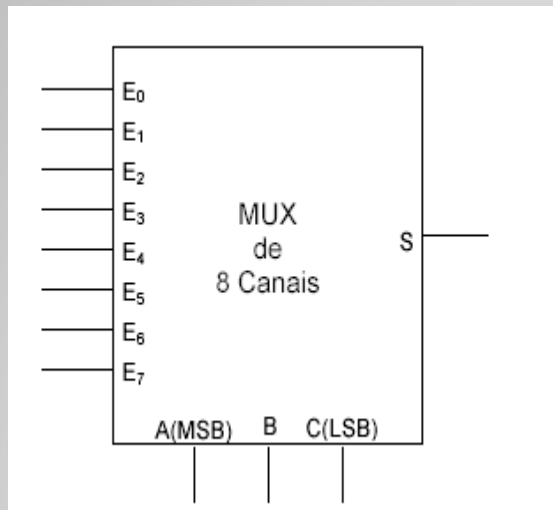 E₀
E₁
E₂
E₃
E₄
E₅
E₆
E₇
MUX
de
8 Canais
S
A(MSB) B C(LSB)